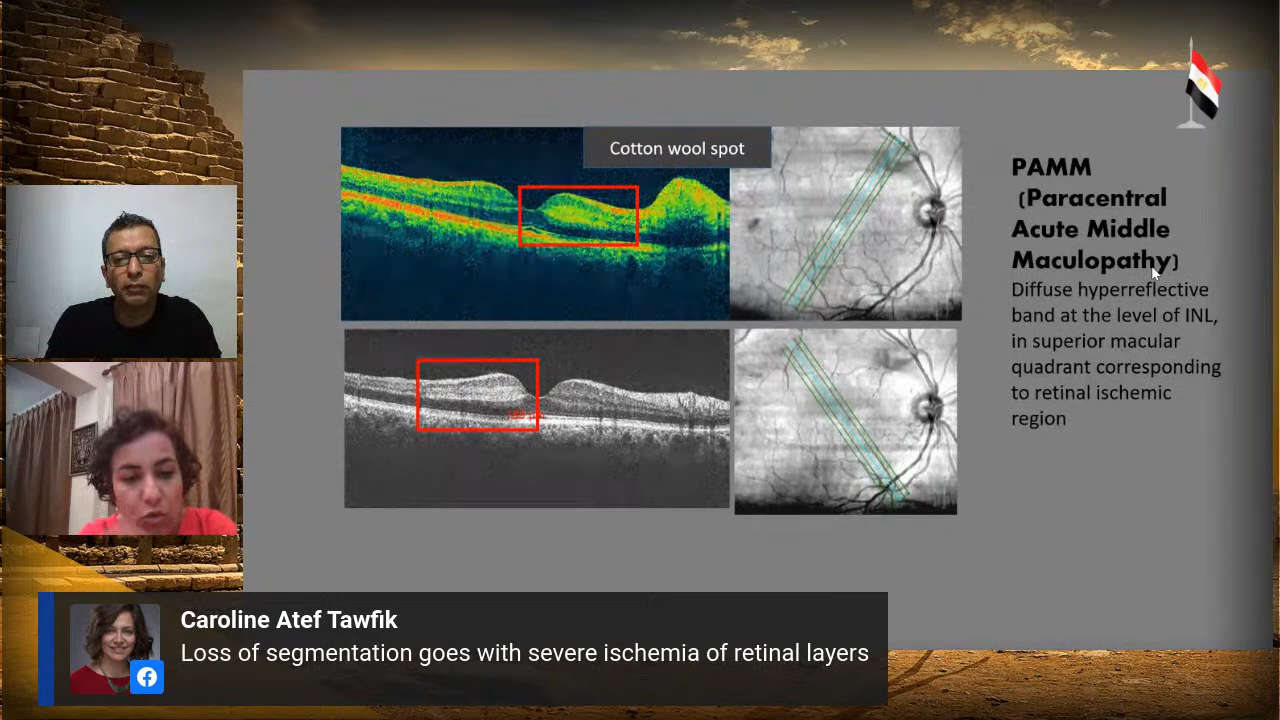 Cotton wool spot
PAMM
(Paracentral
Acute Middle
Maculopathy)
Diffuse hyperreflective
band at the level of INL,
in superior macular
quadrant corresponding
to retinal ischemic
region
Caroline Atef Tawfik
Loss of segmentation goes with severe ischemia of retinal layers